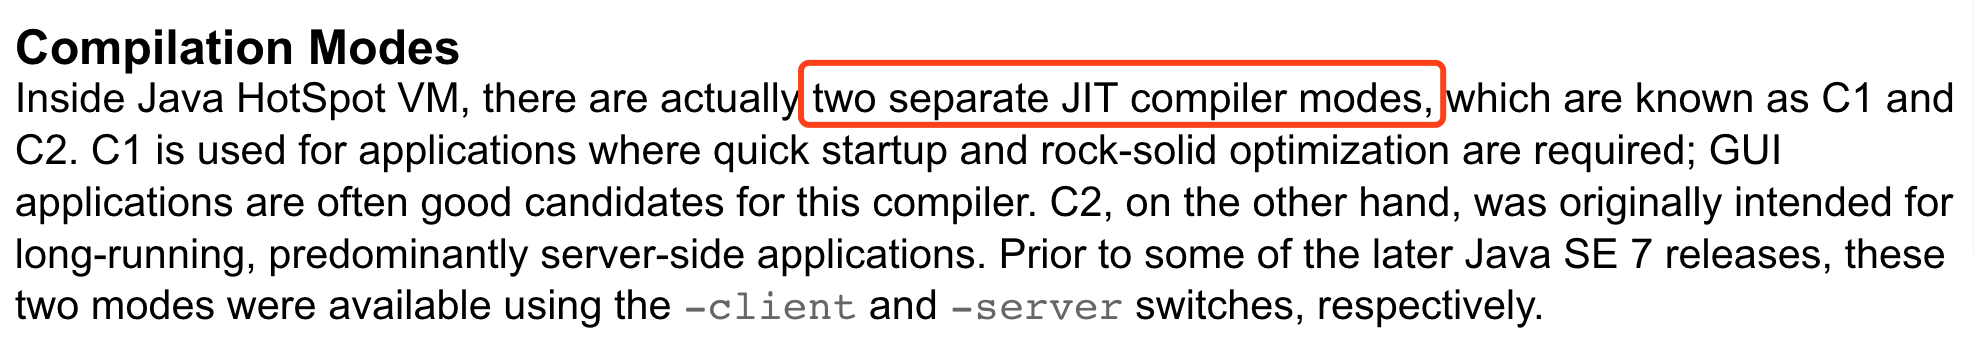 Compilation Modes
Inside Java HotSpot VM, there are actually two separate JIT compiler modes, which are known as C1 and
C2. C1 is used for applications where quick startup and rock-solid optimization are required; GUI
applications are often good candidates for this compiler. C2, on the other hand, was originally intended for
long-running, predominantly server-side applications. Prior to some of the later Java SE 7 releases, these
two modes were available using the -client and -server switches, respectively.